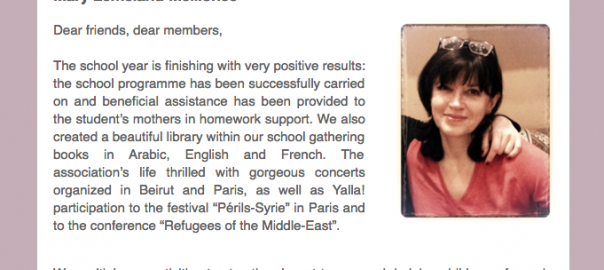 Dear friends, dear members,
The school year is finishing with very positive results:
the school programme has been successfully carried
on and beneficial assistance has been provided to
the student's mothers in homework support. We also
created a beautiful library within our school gathering
books in Arabic, English and French. The
association's life thrilled with gorgeous concerts
organized in Beirut and Paris, as well as Yalla!
participation to the festival “Périls-Syrie” in Paris and
to the conference “Refugees of the Middle-East”.